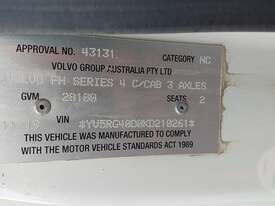 APPROVAL NO. 43131 CATEGORY NC
VOLVO GROUP AUSTRALIA PTY LTD
VOLVO FH SERIES 4 C/CAB 3 AXLES
GVM 28100 SEATS 2
VIN *YV5RG40D0KD210261*
THIS VEHICLE WAS MANUFACTURED TO COMPLY
WITH THE MOTOR VEHICLE STANDARDS ACT 1989